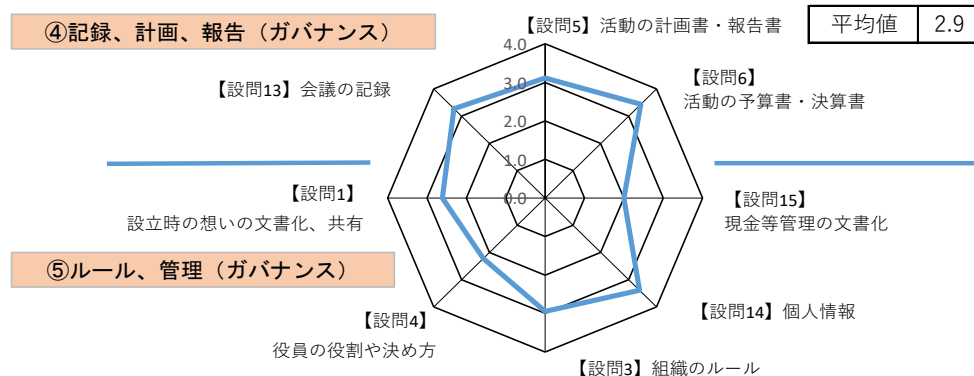 ④記録、計画、報告（ガバナンス）
【設問5】活動の計画書・報告書
平均値 2.9
4.0
【設問13】会議の記録
3.0
【設問6】
活動の予算書・決算書
2.0
1.0
【設問1】
設立時の想いの文書化、共有
0.0
【設問15】
現金等管理の文書化
⑤ルール、管理（ガバナンス）
【設問4】
役員の役割や決め方
【設問14】個人情報
【設問3】組織のルール